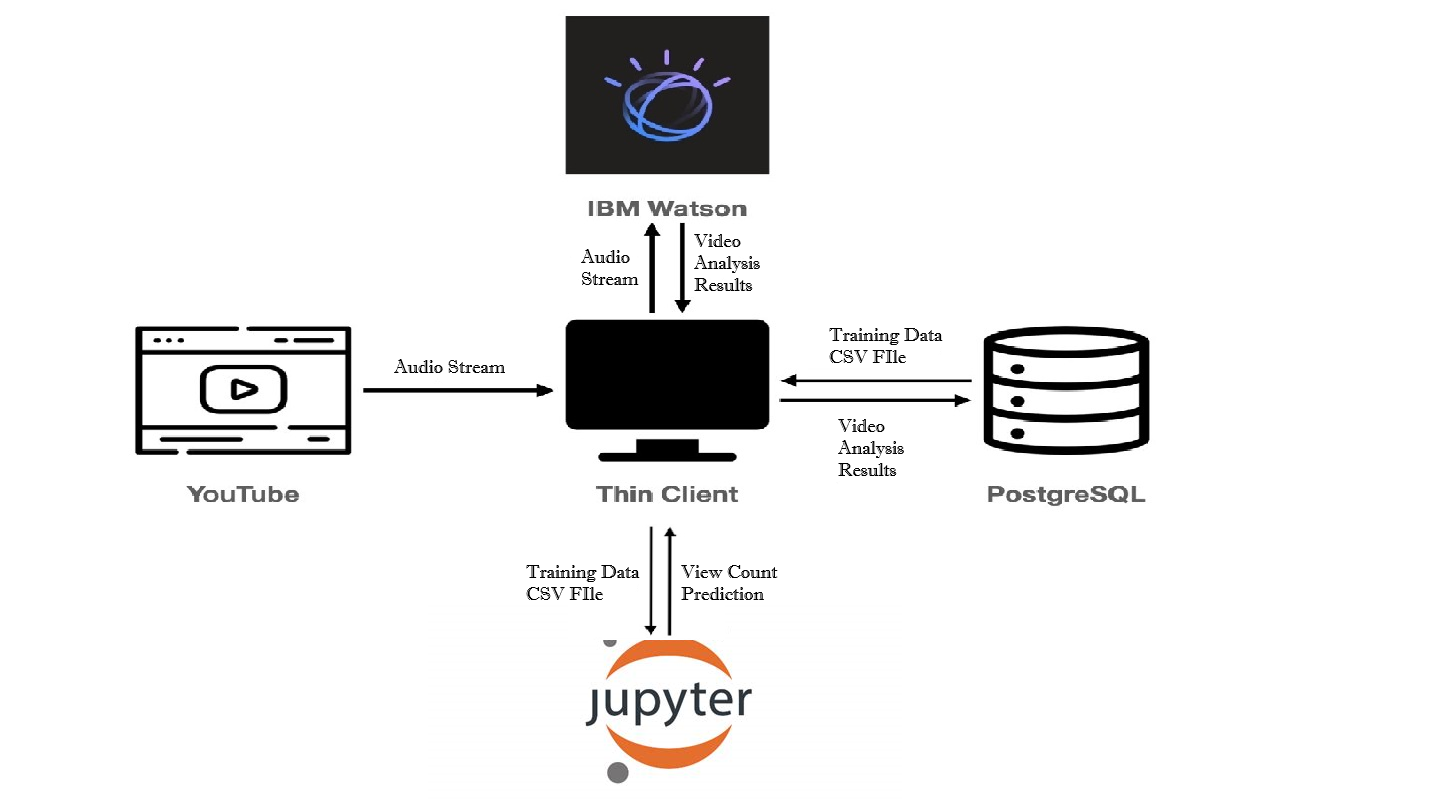 IBM Watson
Audio
Stream
Video
Analysis
Results
Audio Stream
Training Data
CSV FIle
Video
Analysis
Results
YouTube
Thin Client
PostgreSQL
Training Data
CSV FIle
View Count
Prediction
jupyter